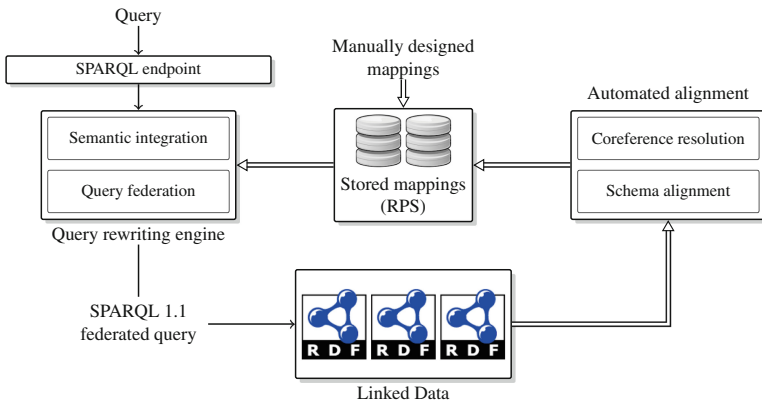 Query
SPARQL endpoint
Semantic integration
Query federation
Query rewriting engine
Manually designed
mappings
Stored mappings
(RPS)
Automated alignment
Coreference resolution
Schema alignment
SPARQL 1.1
federated query
RDF
RDF
RDF
Linked Data